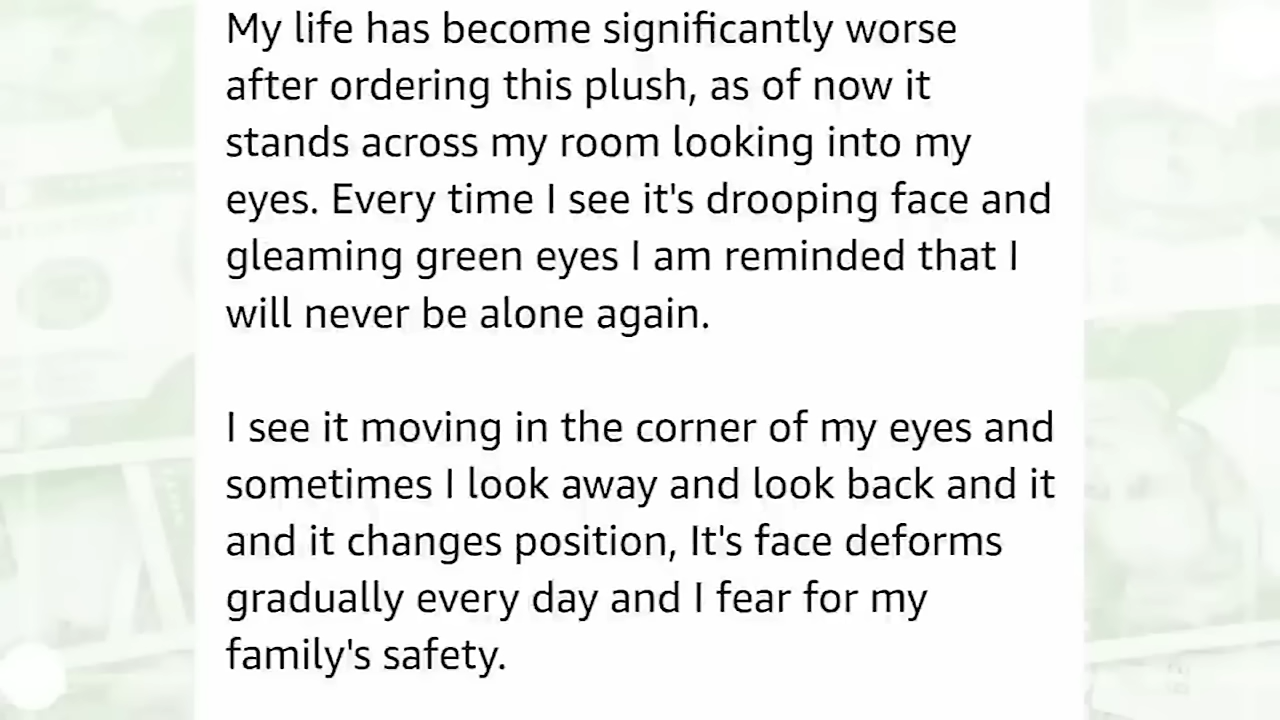 My life has become significantly worse
after ordering this plush, as of now it
stands across my room looking into my
eyes. Every time I see it's drooping face and
gleaming green eyes I am reminded that I
will never be alone again.
I see it moving in the corner of my eyes and
sometimes I look away and look back and it
and it changes position, It's face deforms
gradually every day and I fear for my
family's safety.